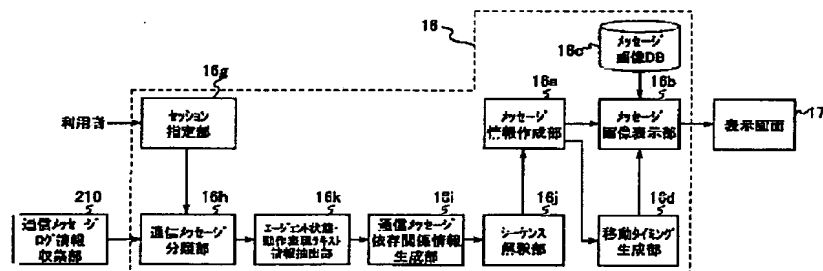 16
16c
メッセージ
画像DB
16g
16a
16b
利用者
セッション
指定部
メッセージ
情報作成部
メッセージ
画像表示部
表示画面
17
210
16h
16k
16i
16j
16d
通信メッセージ
ログ情報
収集部
通信メッセージ
分類部
エージェント状態・
動作表現テキスト
情報抽出部
通信メッセージ
依存関係情報
生成部
シーケンス
解釈部
移動タイミング
生成部